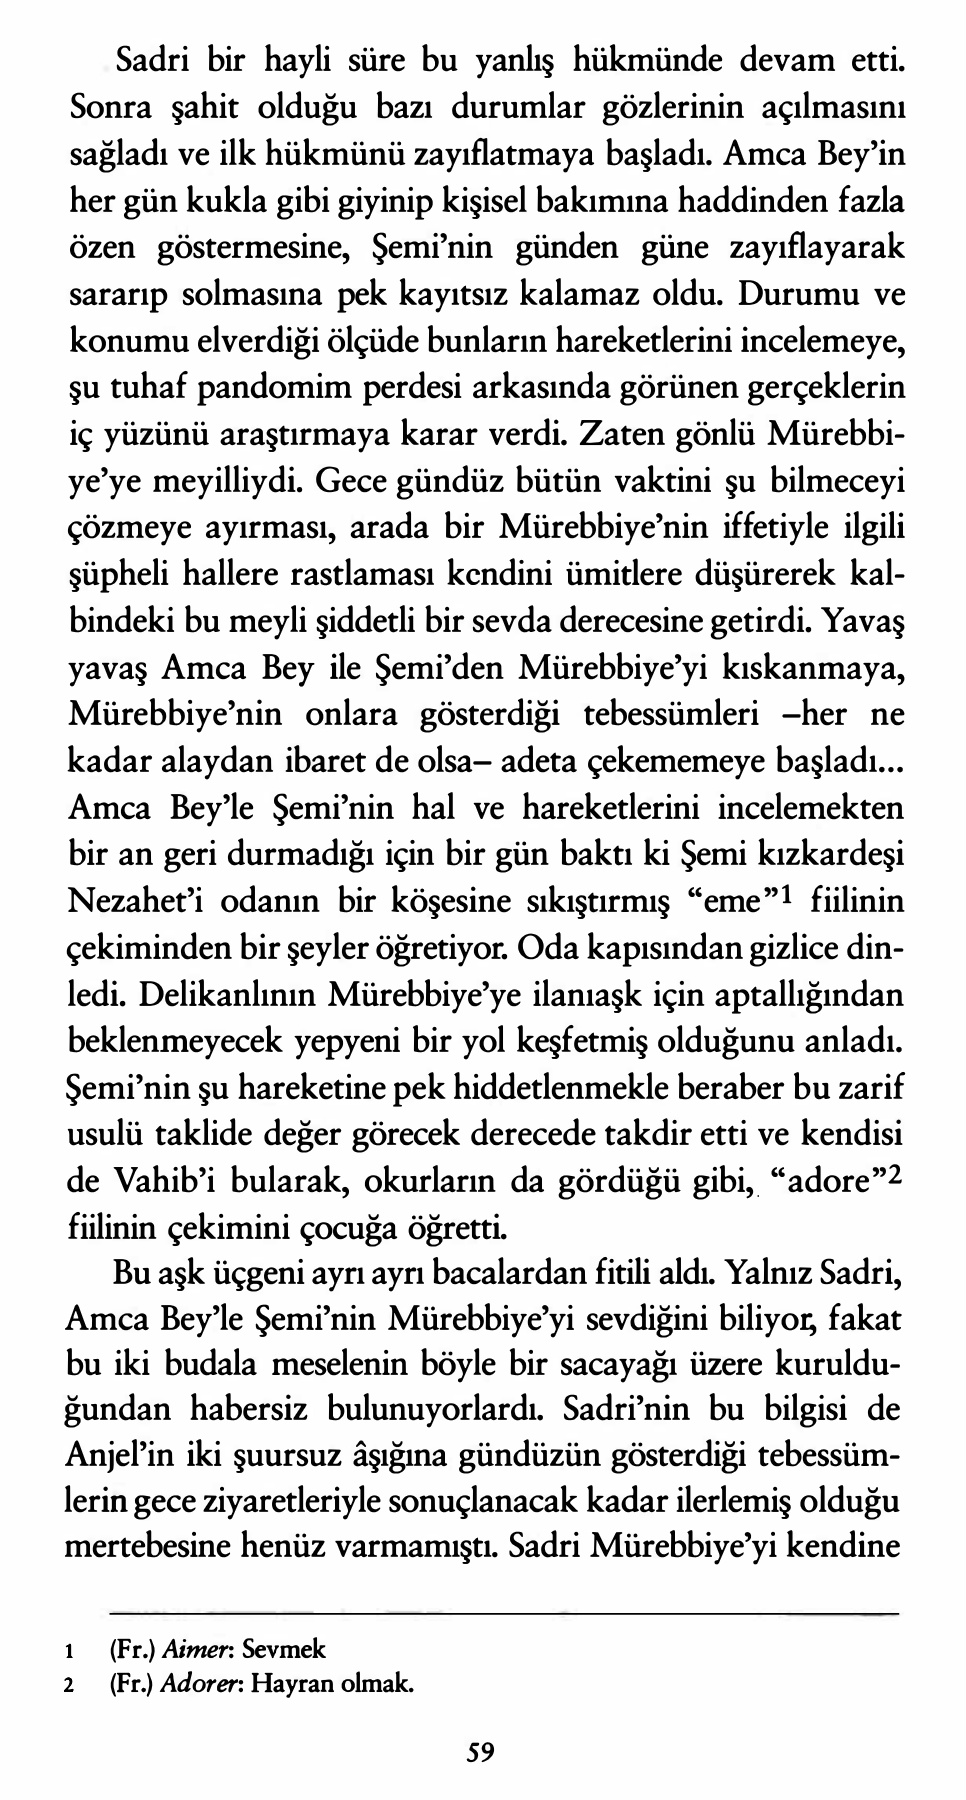 Sadri bir hayli süre bu yanlış hükmünde devam etti.
Sonra şahit olduğu bazı durumlar gözlerinin açılmasını
sağladı ve ilk hükmünü zayıflatmaya başladı. Amca Bey’in
her gün kukla gibi giyinip kişisel bakımına haddinden fazla
özen göstermesine, Şemi’nin günden güne zayıflayarak
sararıp solmasına pek kayıtsız kalamaz oldu. Durumu ve
konumu elverdiği ölçüde bunların hareketlerini incelemeye,
şu tuhaf pandomim perdesi arkasında görünen gerçeklerin
iç yüzünü araştırmaya karar verdi. Zaten gönlü Mürebbi-
ye’ye meyilliydi. Gece gündüz bütün vaktini şu bilmeceyi
çözmeye ayırması, arada bir Mürebbiye’nin iffetiyle ilgili
şüpheli hallere rastlaması kendini ümitlere düşürerek kal-
bindeki bu meyli şiddetli bir sevda derecesine getirdi. Yavaş
yavaş Amca Bey ile Şemi’den Mürebbiye’yi kıskanmaya,
Mürebbiye’nin onlara gösterdiği tebessümleri –her ne
kadar alaydan ibaret de olsa– adeta çekememeye başladı...
Amca Bey’le Şemi’nin hal ve hareketlerini incelemekten
bir an geri durmadığı için bir gün baktı ki Şemi kızkardeşi
Nezahet’i odanın bir köşesine sıkıştırmış “eme”1 fiilinin
çekiminden bir şeyler öğretiyor. Oda kapısından gizlice din-
ledi. Delikanlının Mürebbiye’ye ilanıaşk için aptallığından
beklenmeyecek yepyeni bir yol keşfetmiş olduğunu anladı.
Şemi’nin şu hareketine pek hiddetlenmekle beraber bu zarif
usulü taklide değer görecek derecede takdir etti ve kendisi
de Vahib’i bularak, okurların da gördüğü gibi, “adore”2
fiilinin çekimini çocuğa öğretti.
Bu aşk üçgeni ayrı ayrı bacalardan fitili aldı. Yalnız Sadri,
Amca Bey’le Şemi’nin Mürebbiye’yi sevdiğini biliyor, fakat
bu iki budala meselenin böyle bir sacayağı üzere kuruldu-
ğundan habersiz bulunuyorlardı. Sadri’nin bu bilgisi de
Anjel’in iki şuursuz âşığına gündüzün gösterdiği tebessüm-
lerin gece ziyaretleriyle sonuçlanacak kadar ilerlemiş olduğu
mertebesine henüz varmamıştı. Sadri Mürebbiye’yi kendine
1 (Fr.) Aimer: Sevmek
2 (Fr.) Adorer: Hayran olmak.
59